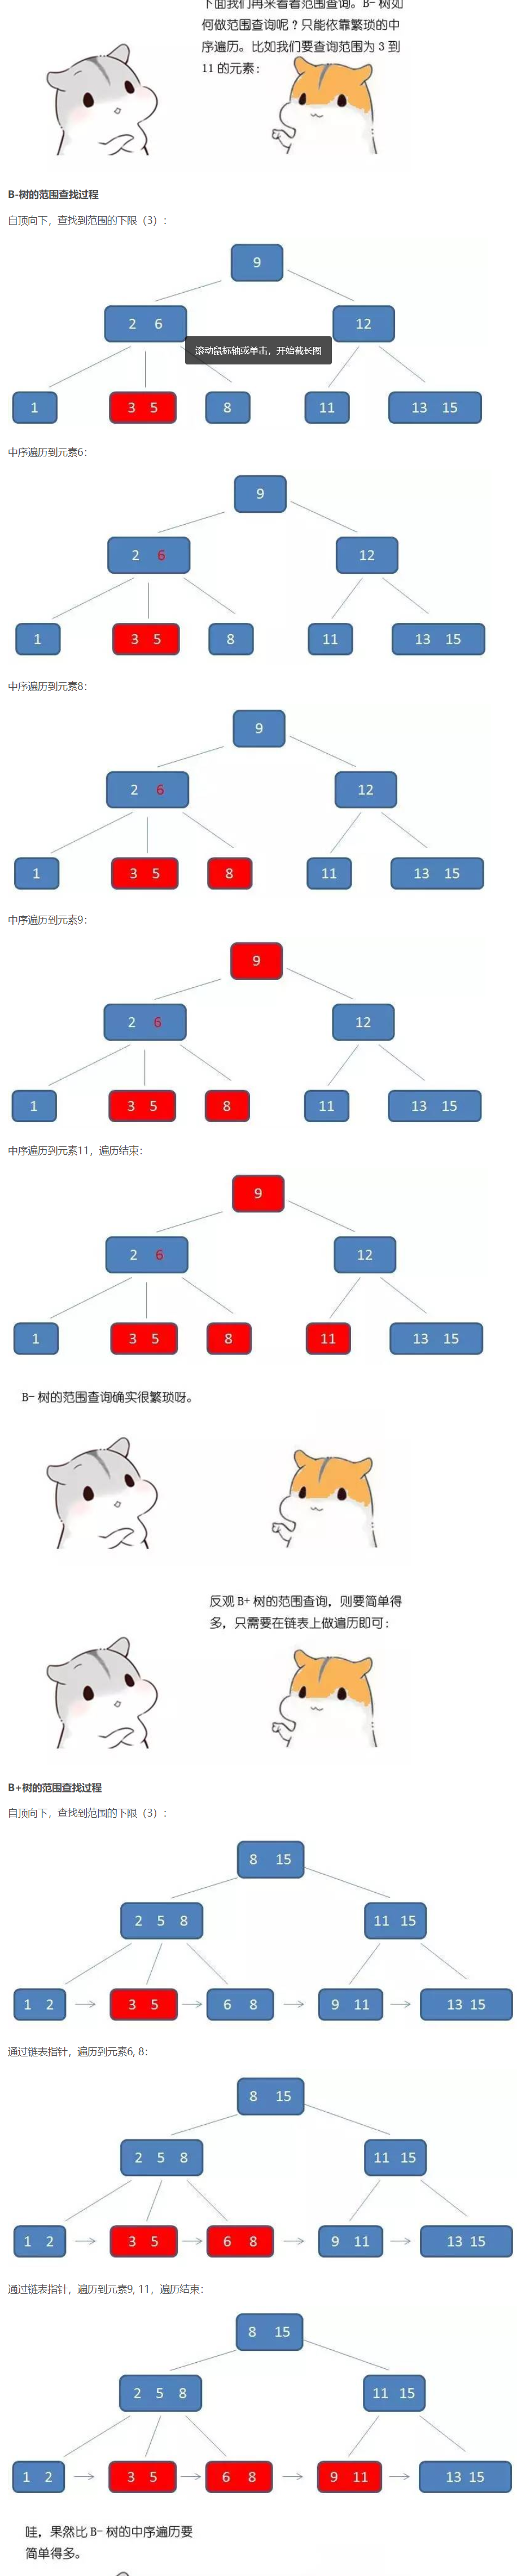 下面我们再来看看范围查询。B-树如
何做范围查询呢？只能依靠繁琐的中
序遍历。比如我们要查询范围为 3 到
11 的元素：
B-树的范围查找过程
自顶向下，查找到范围的下限（3）：
9
2 6
12
滚动鼠标轴或单击，开始截长图
1
3 5
8
11
13 15
中序遍历到元素6：
9
2 6
12
1
3 5
8
11
13 15
中序遍历到元素8：
9
2 6
12
1
3 5
8
11
13 15
中序遍历到元素9：
9
2 6
12
1
3 5
8
11
13 15
中序遍历到元素11，遍历结束：
9
2 6
12
1
3 5
8
11
13 15
B-树的范围查询确实很繁琐呀。
反观 B+ 树的范围查询，则要简单得
多，只需要在链表上做遍历即可：
B+树的范围查找过程
自顶向下，查找到范围的下限（3）：
8 15
2 5 8
11 15
1 2
3 5
6 8
9 11
13 15
通过链表指针，遍历到元素6, 8：
8 15
2 5 8
11 15
1 2
3 5
6 8
9 11
13 15
通过链表指针，遍历到元素9, 11，遍历结束：
8 15
2 5 8
11 15
1 2
3 5
6 8
9 11
13 15
哇，果然比 B-树的中序遍历要
简单得多。